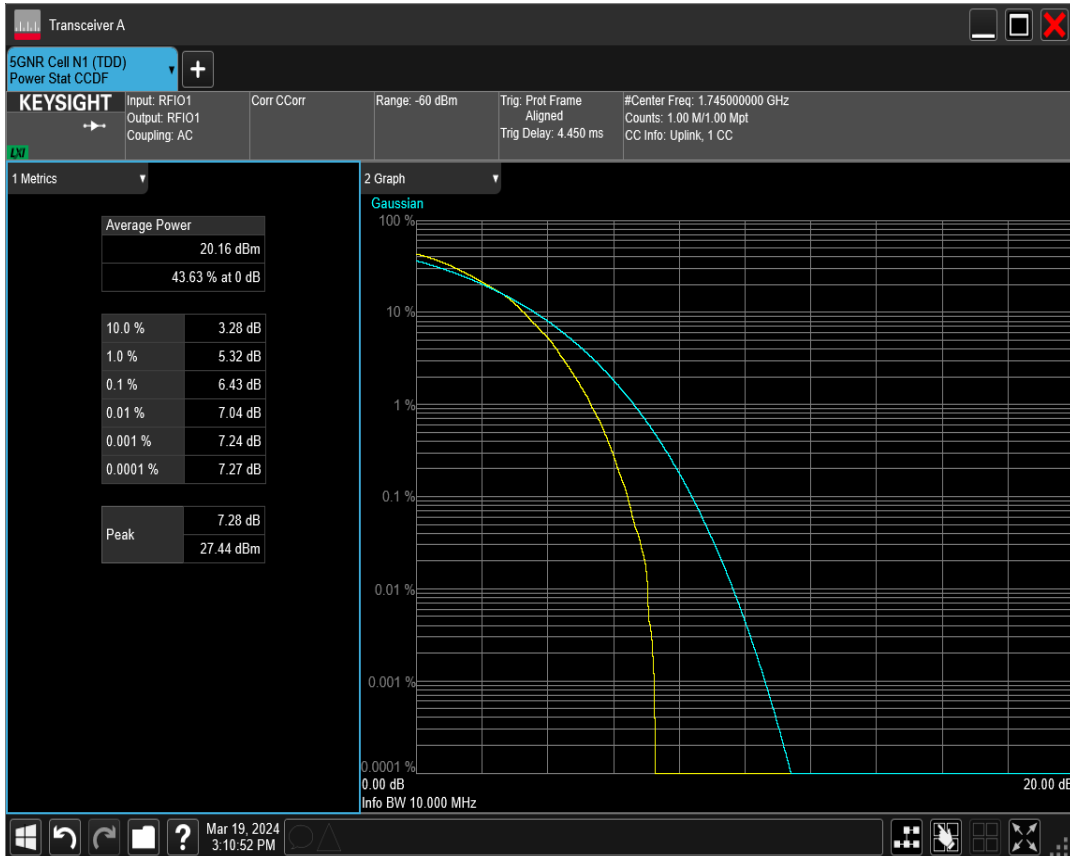 Transceiver A
5GNR Cell N1 (TDD)
Power Stat CCDF
KEYSIGHT
LXI
Input: RFIO1
Output: RFIO1
Coupling: AC
Corr CCorr
Range: -60 dBm
Trig: Prot Frame
Aligned
Trig Delay: 4.450 ms
#Center Freq: 1.745000000 GHz
Counts: 1.00 M/1.00 Mpt
CC Info: Uplink, 1 CC
1 Metrics
Average Power
20.16 dBm
43.63 % at 0 dB
10.0 % 3.28 dB
1.0 % 5.32 dB
0.1 % 6.43 dB
0.01 % 7.04 dB
0.001 % 7.24 dB
0.0001 % 7.27 dB
Peak
7.28 dB
27.44 dBm
2 Graph
Gaussian
100 %
10 %
1 %
0.1 %
0.01 %
0.001 %
0.0001 %
0.00 dB 20.00 dB
Info BW 10.000 MHz
?
Mar 19, 2024
3:10:52 PM